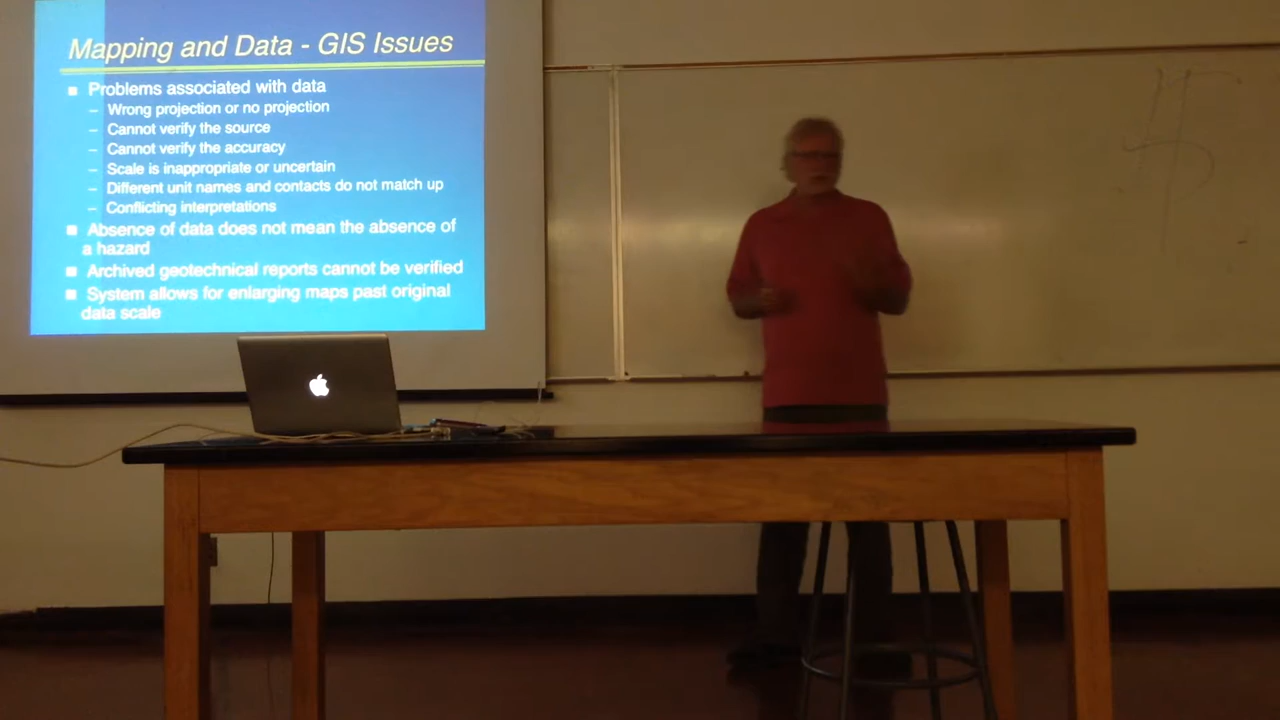 Mapping and Data - GIS Issues
Problems associated with data
– Wrong projection or no projection
– Cannot verify the source
– Cannot verify the accuracy
– Scale is inappropriate or uncertain
– Different unit names and contacts do not match up
– Conflicting interpretations
Absence of data does not mean the absence of
a hazard
Archived geotechnical reports cannot be verified
System allows for enlarging maps past original
data scale